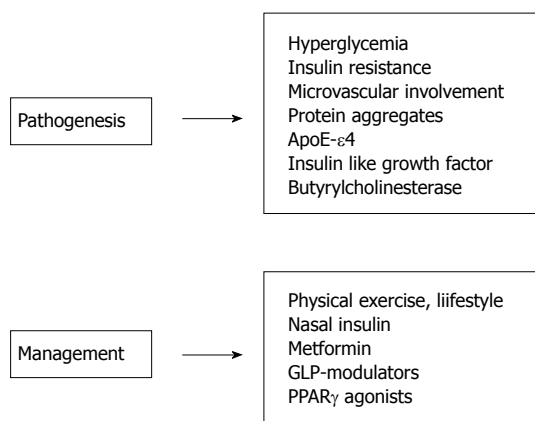 Hyperglycemia
Insulin resistance
Microvascular involvement
Pathogenesis
Protein aggregates
ApoE-ε4
Insulin like growth factor
Butyrylcholinesterase
Physical exercise, liifestyle
Nasal insulin
Management
Metformin
GLP-modulators
PPARγ agonists